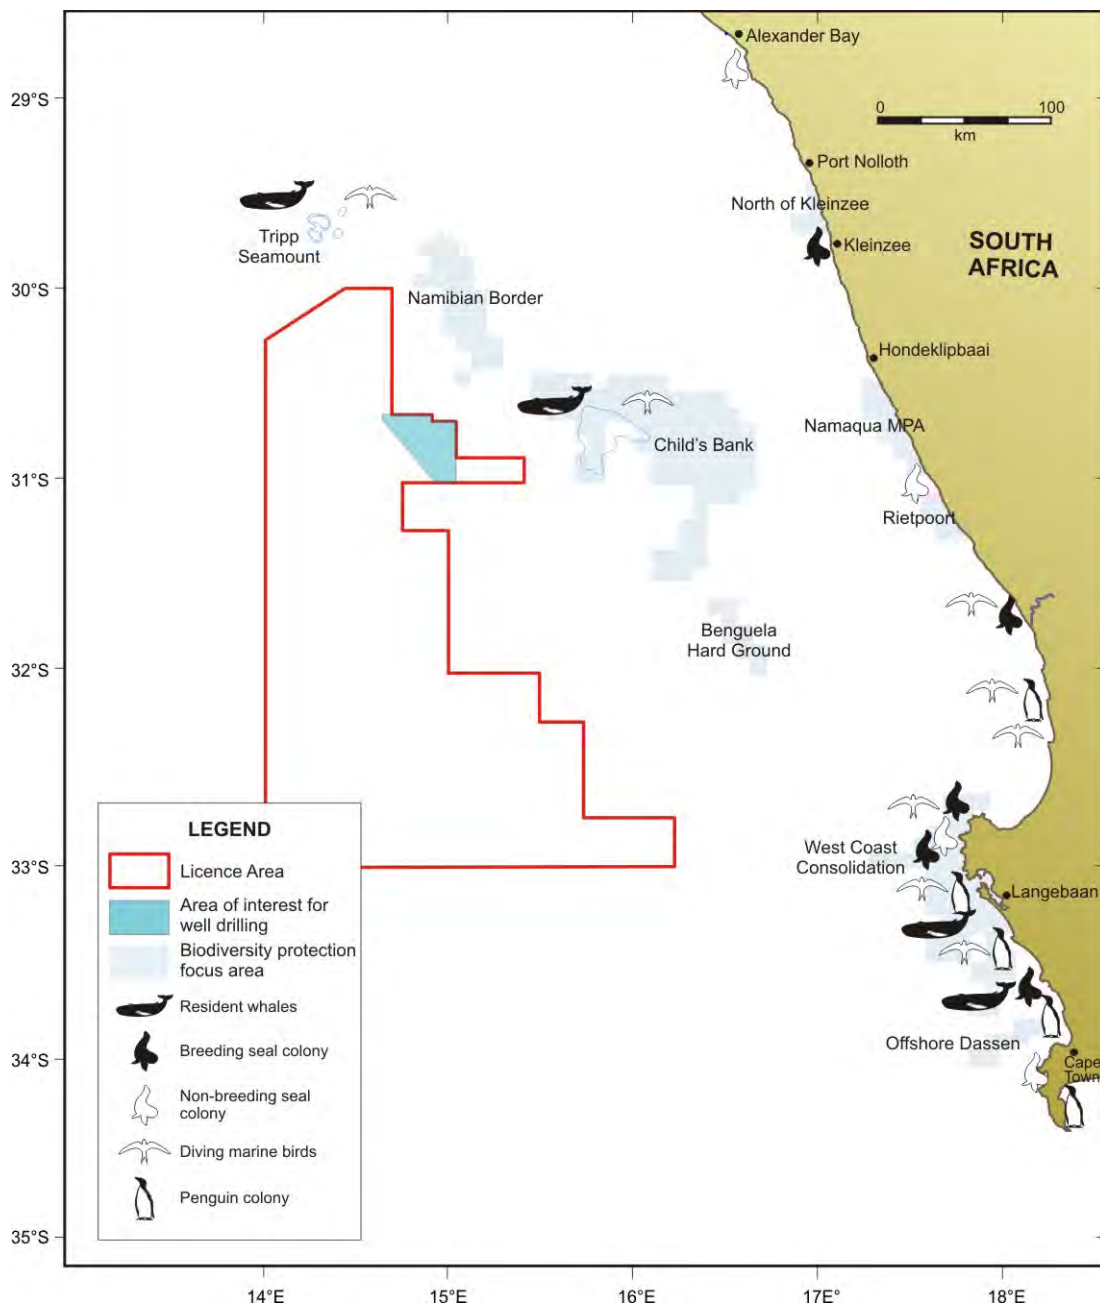 Alexander Bay
29°S
0 100
km
Port Nolloth
North of Kleinzee
Tripp
Seamount
Kleinzee
SOUTH
AFRICA
30°S
Namibian Border
Hondeklipbaai
Namaqua MPA
Child's Bank
31°S
Rietpoort
Benguela
Hard Ground
32°S
LEGEND
Licence Area
Area of interest for
well drilling
Biodiversity protection
focus area
Resident whales
Breeding seal colony
Non-breeding seal
colony
Diving marine birds
Penguin colony
West Coast
Consolidation
33°S
Langebaan
Offshore Dassen
34°S
Cape
Town
35°S
14°E 15°E 16°E 17°E 18°E